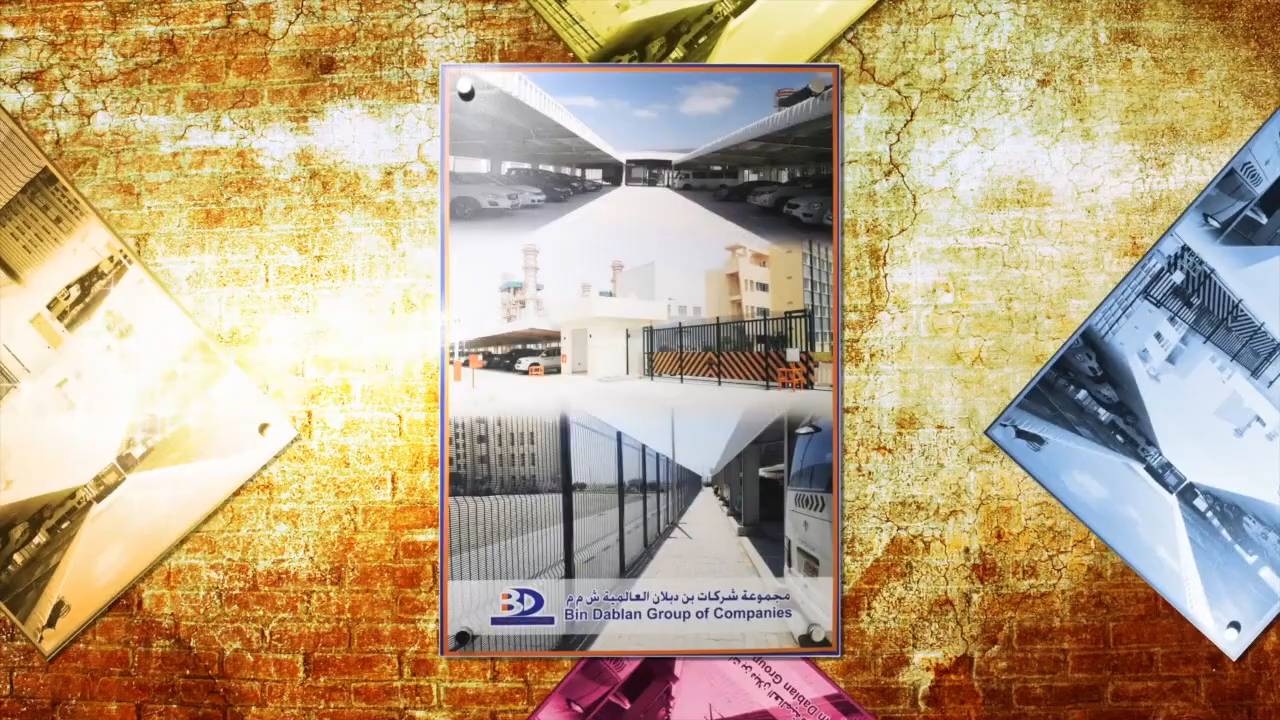 BD
مجموعة شركات بن دبلان العالمية ش م م
Bin Dablan Group of Companies